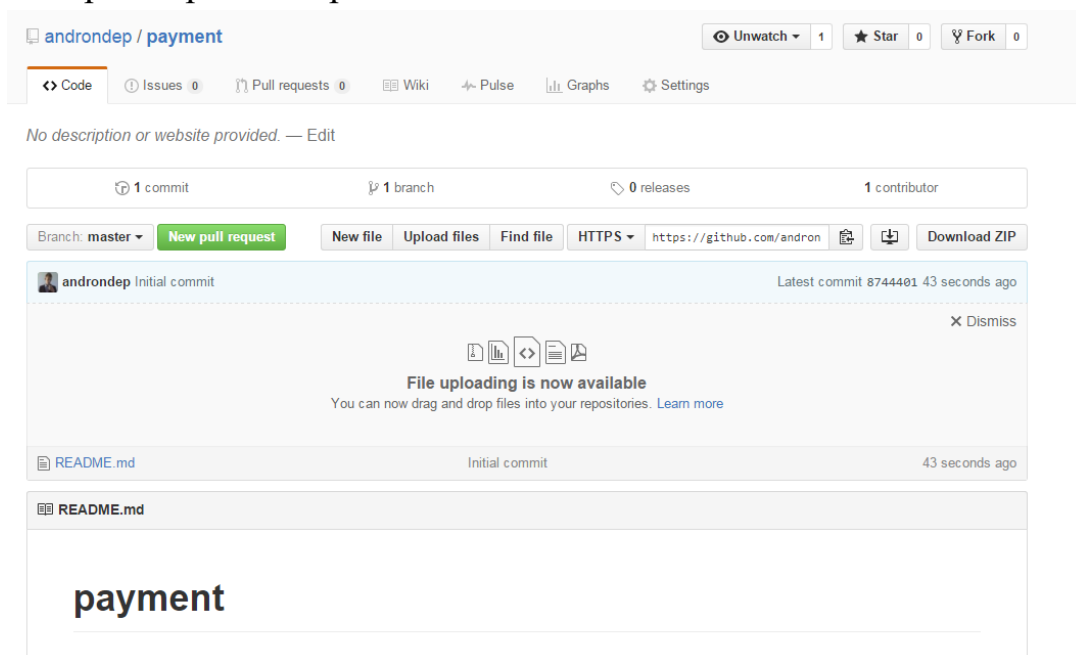 androndep / payment
Unwatch 1 Star 0 Fork 0
Code Issues 0 Pull requests 0 Wiki Pulse Graphs Settings
No description or website provided. — Edit
1 commit 1 branch 0 releases 1 contributor
Branch: master New pull request New file Upload files Find file HTTPS https://github.com/andron Download ZIP
androndep Initial commit Latest commit 8744401 43 seconds ago
Dismiss
File uploading is now available
You can now drag and drop files into your repositories. Learn more
README.md Initial commit 43 seconds ago
README.md
payment